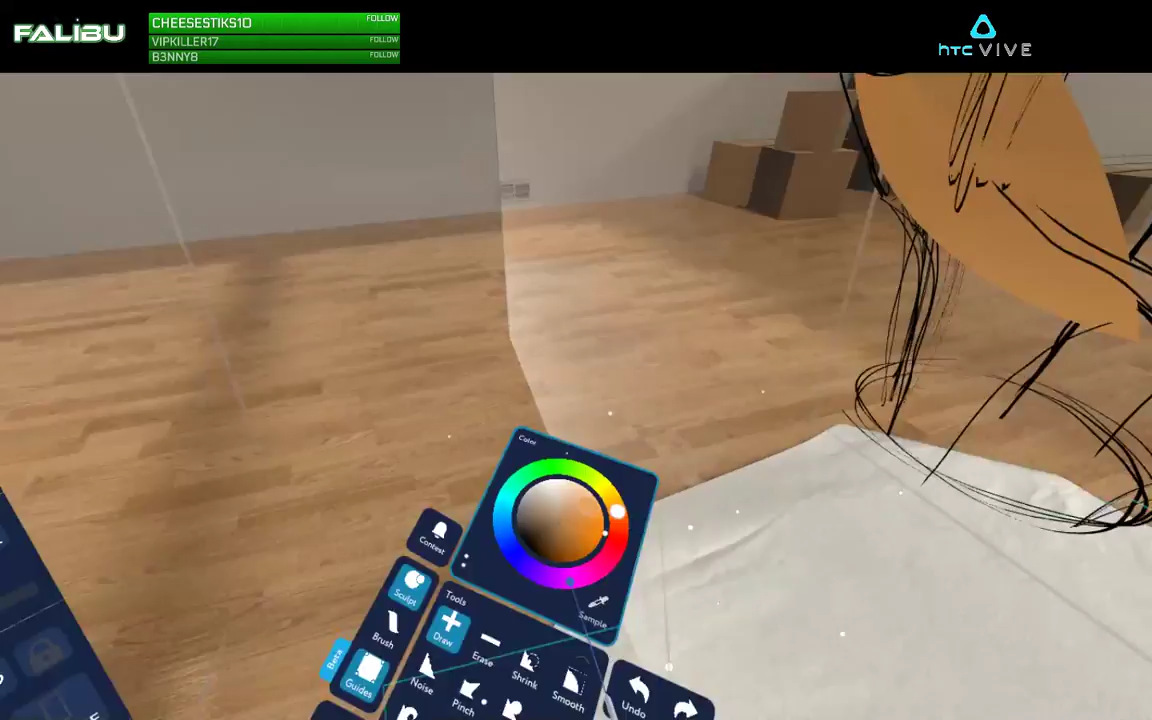 FALIBU
CHEESESTIKS1D FOLLOW
VIPKILLER17 FOLLOW
B3NNY8 FOLLOW
htc VIVE
Color
Contest
Sample
Sculpt
Tools
Brush
Draw
Erase
Beta
Guides
Noise
Shrink
Smooth
Pinch
Undo